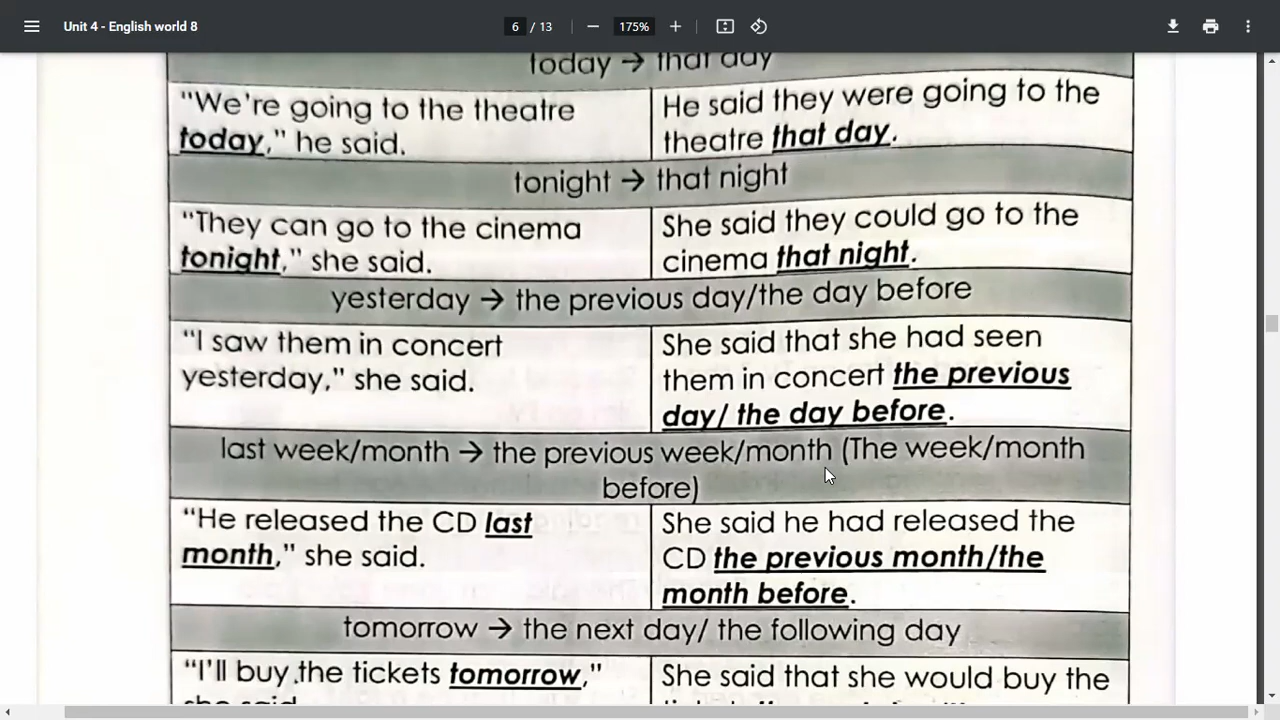 Unit 4 - English world 8
6 / 13
175%
today → that day
"We're going to the theatre
today," he said.
He said they were going to the
theatre that day.
tonight → that night
"They can go to the cinema
tonight," she said.
She said they could go to the
cinema that night.
yesterday → the previous day/the day before
"I saw them in concert
yesterday," she said.
She said that she had seen
them in concert the previous
day/ the day before.
last week/month → the previous week/month (The week/month
before)
"He released the CD last
month," she said.
She said he had released the
CD the previous month/the
month before.
tomorrow → the next day/ the following day
"I'll buy the tickets tomorrow,"
she said
She said that she would buy the